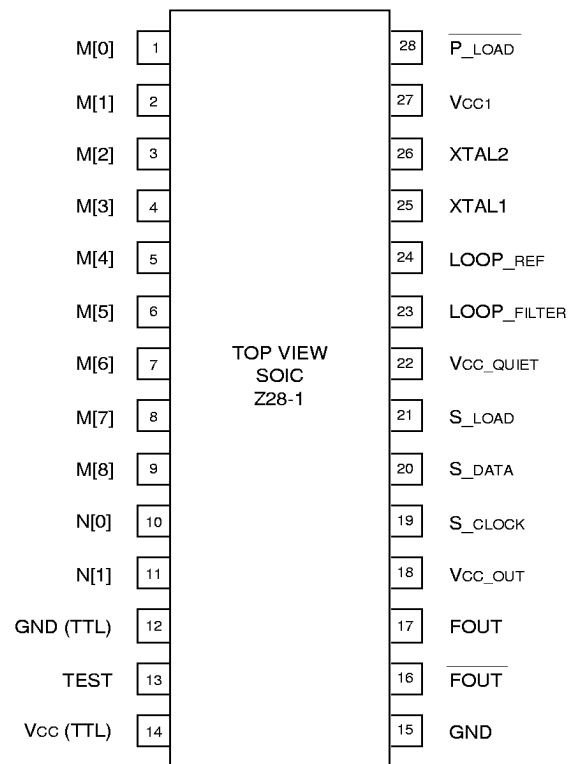 M[0] 1 28 P_LOAD
M[1] 2 27 VCC1
M[2] 3 26 XTAL2
M[3] 4 25 XTAL1
M[4] 5 24 LOOP_REF
M[5] 6 23 LOOP_FILTER
M[6] 7 22 VCC_QUIET
TOP VIEW
SOIC
Z28-1
M[7] 8 21 S_LOAD
M[8] 9 20 S_DATA
N[0] 10 19 S_CLOCK
N[1] 11 18 VCC_OUT
GND (TTL) 12 17 FOUT
TEST 13 16 FOUT
VCC (TTL) 14 15 GND